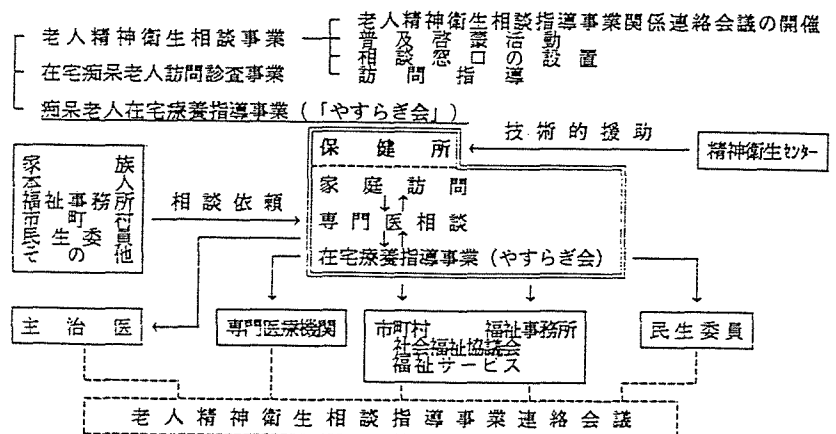 老人精神衛生相談事業
老人精神衛生相談指導事業関係連絡会議の開催
普及啓蒙活動
相談窓口の設置
訪問指導
在宅痴呆老人訪問診査事業
痴呆老人在宅療養指導事業(「やすらぎ会」)
家族
本人
福祉事務所
市町村
民生委員
その他
相談依頼
保健所
家庭訪問
専門医相談
在宅療養指導事業(やすらぎ会)
技術的援助
精神衛生センター
主治医
専門医療機関
市町村 福祉事務所
社会福祉協議会
福祉サービス
民生委員
老人精神衛生相談指導事業連絡会議